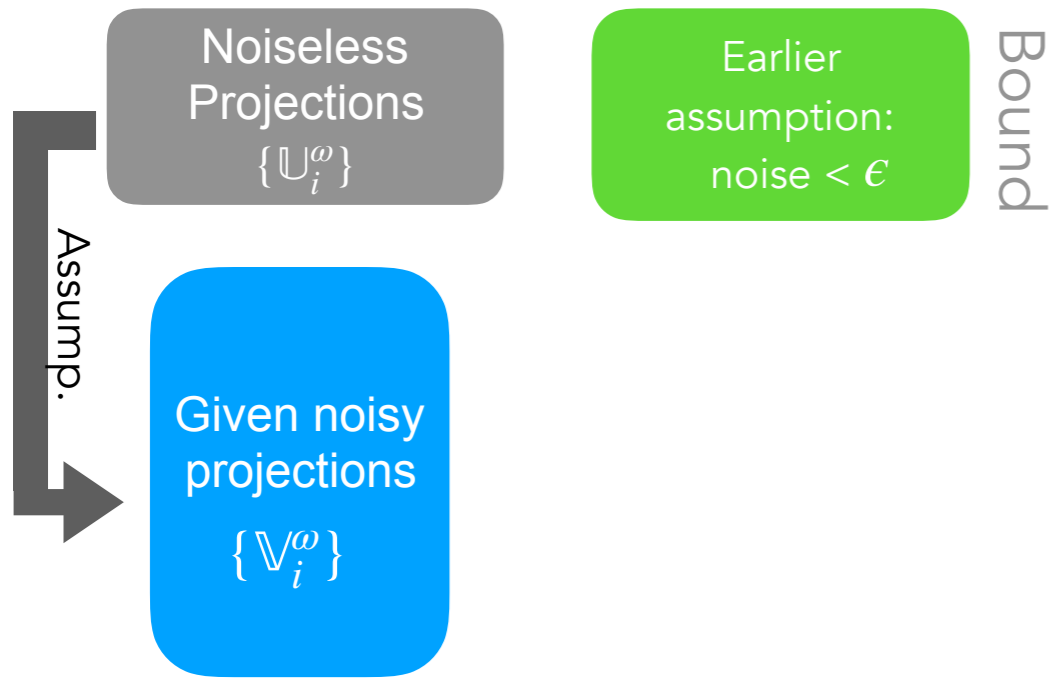 Noiseless
Projections
{𝕌ᵢ^ω}
Earlier
assumption:
noise < ϵ
Bound
Assump.
Given noisy
projections
{𝕍ᵢ^ω}